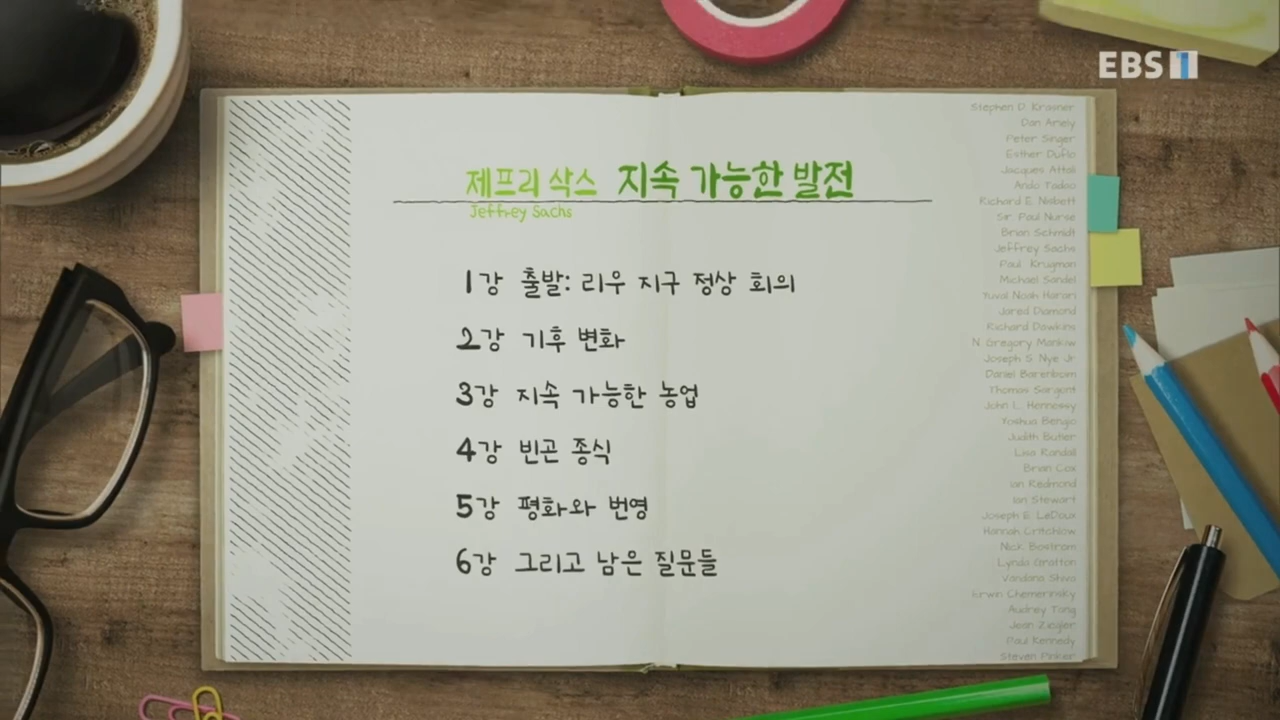 EBS 1
제프리 삭스 지속 가능한 발전
Jeffrey Sachs
1강 출발: 리우 지구 정상 회의
2강 기후 변화
3강 지속 가능한 농업
4강 빈곤 종식
5강 평화와 번영
6강 그리고 남은 질문들
Stephen D. Krasner
Dan Ariely
Peter Singer
Esther Duflo
Jacques Attali
Ando Tadao
Richard E. Nisbett
Sir. Paul Nurse
Brian Schmidt
Jeffrey Sachs
Paul Krugman
Michael Sandel
Yuval Noah Harari
Jared Diamond
Richard Dawkins
N. Gregory Mankiw
Joseph S. Nye Jr
Daniel Barenboim
Thomas Sargent
John L. Hennessy
Yoshua Bengio
Judith Butler
Lisa Randall
Brian Cox
Ian Redmond
Ian Stewart
Joseph E. LeDoux
Hannah Critchlow
Nick Bostrom
Lynda Gratton
Vandana Shiva
Erwin Chemerinsky
Audrey Tang
Jean Ziegler
Paul Kennedy
Steven Pinker